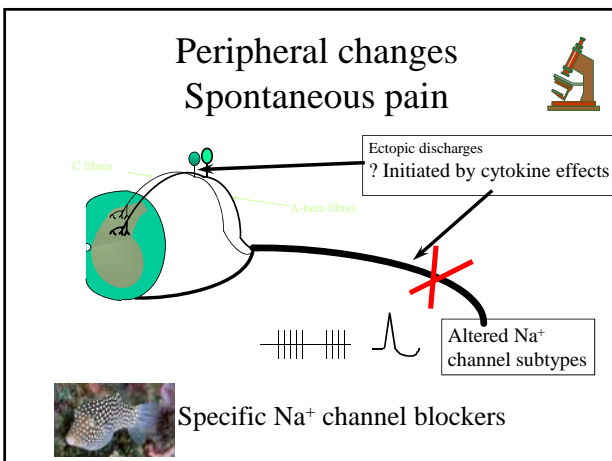 Peripheral changes
Spontaneous pain
Ectopic discharges
? Initiated by cytokine effects
C fibres
A-beta fibres
Altered Na⁺
channel subtypes
Specific Na⁺ channel blockers